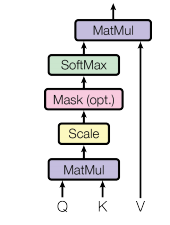 MatMul
SoftMax
Mask (opt.)
Scale
MatMul
Q K V